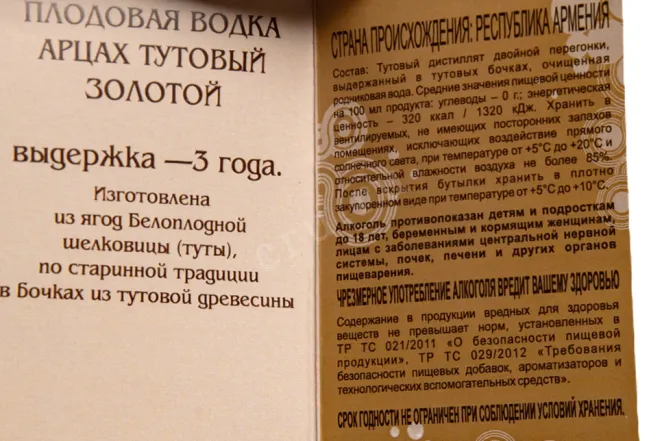 ПЛОДОВАЯ ВОДКА
АРЦАХ ТУТОВЫЙ
ЗОЛОТОЙ
выдержка —3 года.
Изготовлена
из ягод Белоплодной
шелковицы (туты),
по старинной традиции
в бочках из тутовой древесины
СТРАНА ПРОИСХОЖДЕНИЯ: РЕСПУБЛИКА АРМЕНИЯ
Состав: Тутовый дистиллят двойной перегонки,
выдержанный в тутовых бочках, очищенная
родниковая вода. Средние значения пищевой ценности
на 100 мл продукта: углеводы – 0 г.; энергетическая
ценность – 320 ккал / 1320 кДж. Хранить в
вентилируемых, не имеющих посторонних запахов
помещениях, исключающих воздействие прямого
солнечного света, при температуре от +5°С до +20°С и
относительной влажности воздуха не более 85%.
После вскрытия бутылки хранить в плотно
закупоренном виде при температуре от +5°С до +10°С.
Алкоголь противопоказан детям и подросткам
до 18 лет, беременным и кормящим женщинам,
лицам с заболеваниями центральной нервной
системы, почек, печени и других органов
пищеварения.
ЧРЕЗМЕРНОЕ УПОТРЕБЛЕНИЕ АЛКОГОЛЯ ВРЕДИТ ВАШЕМУ ЗДОРОВЬЮ
Содержание в продукции вредных для здоровья
веществ не превышает норм, установленных в
ТР ТС 021/2011 «О безопасности пищевой
продукции», ТР ТС 029/2012 «Требования
безопасности пищевых добавок, ароматизаторов и
технологических вспомогательных средств».
СРОК ГОДНОСТИ НЕ ОГРАНИЧЕН ПРИ СОБЛЮДЕНИИ УСЛОВИЙ ХРАНЕНИЯ.